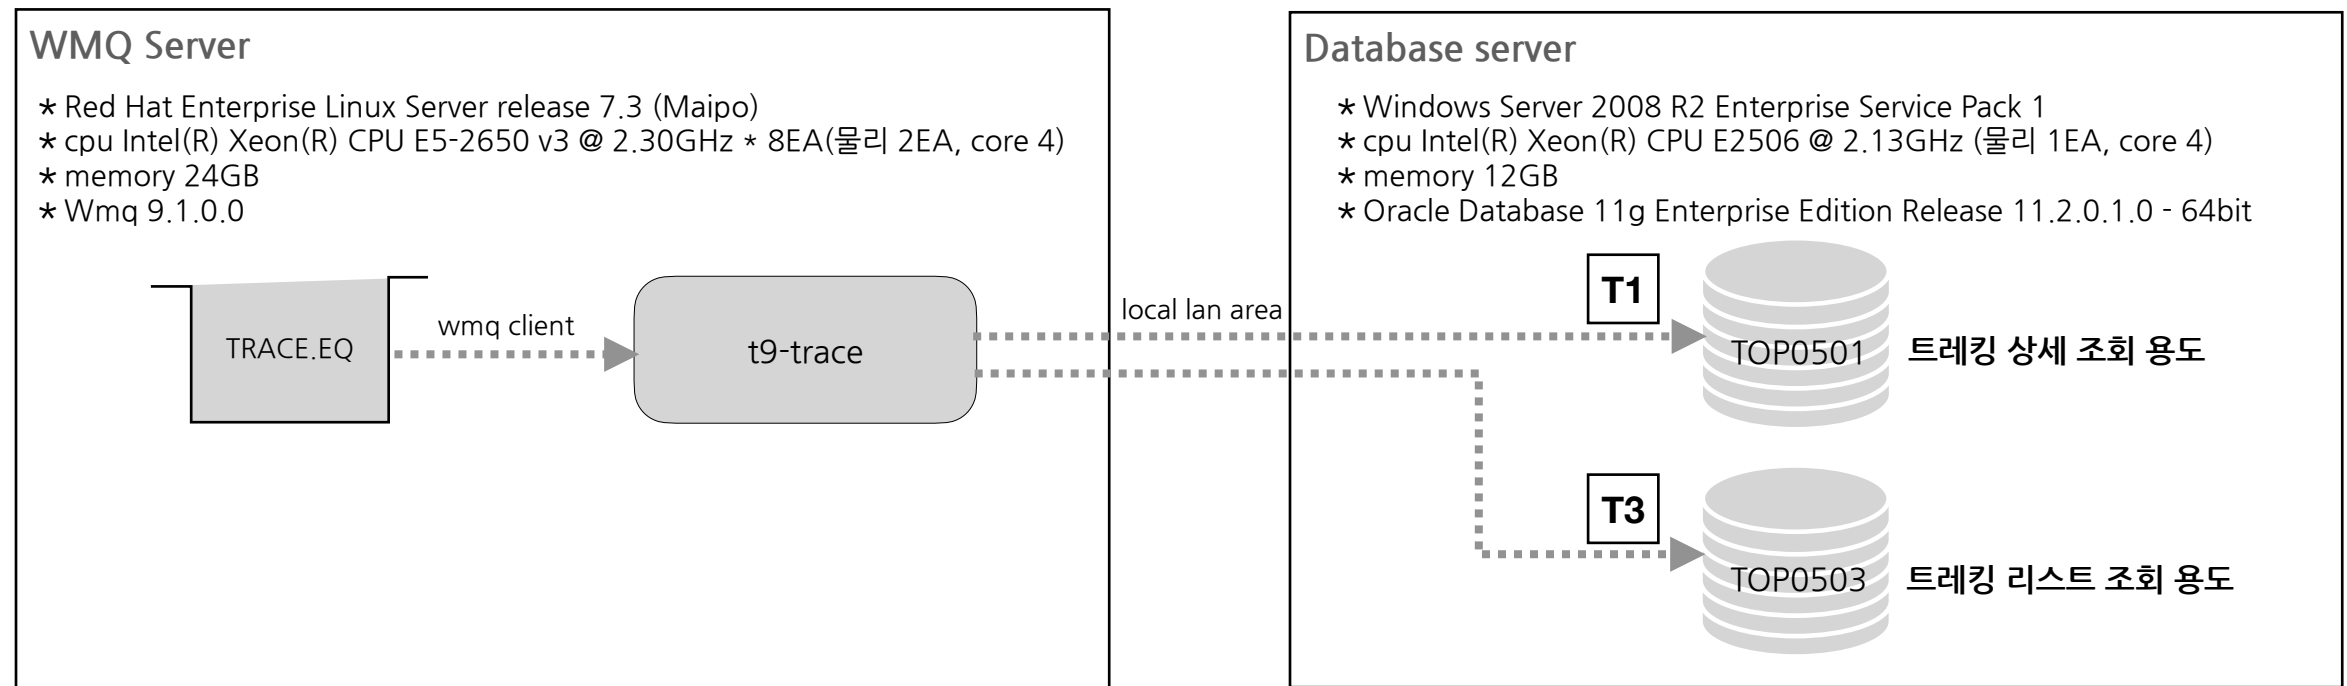 WMQ Server
* Red Hat Enterprise Linux Server release 7.3 (Maipo)
* cpu Intel(R) Xeon(R) CPU E5-2650 v3 @ 2.30GHz * 8EA(물리 2EA, core 4)
* memory 24GB
* Wmq 9.1.0.0
TRACE.EQ
wmq client
t9-trace
local lan area
Database server
* Windows Server 2008 R2 Enterprise Service Pack 1
* cpu Intel(R) Xeon(R) CPU E2506 @ 2.13GHz (물리 1EA, core 4)
* memory 12GB
* Oracle Database 11g Enterprise Edition Release 11.2.0.1.0 - 64bit
T1
TOP0501
트레킹 상세 조회 용도
T3
TOP0503
트레킹 리스트 조회 용도